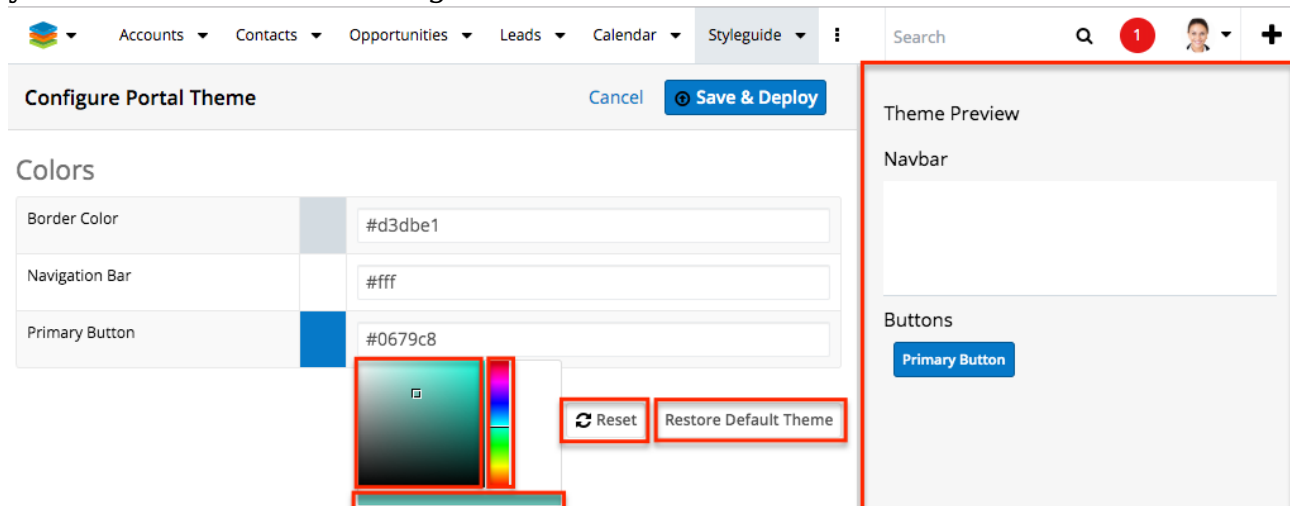 Accounts Contacts Opportunities Leads Calendar Styleguide Search 1
Configure Portal Theme Cancel Save & Deploy
Colors
Border Color #d3dbe1
Navigation Bar #fff
Primary Button #0679c8
Reset Restore Default Theme
Theme Preview
Navbar
Buttons
Primary Button